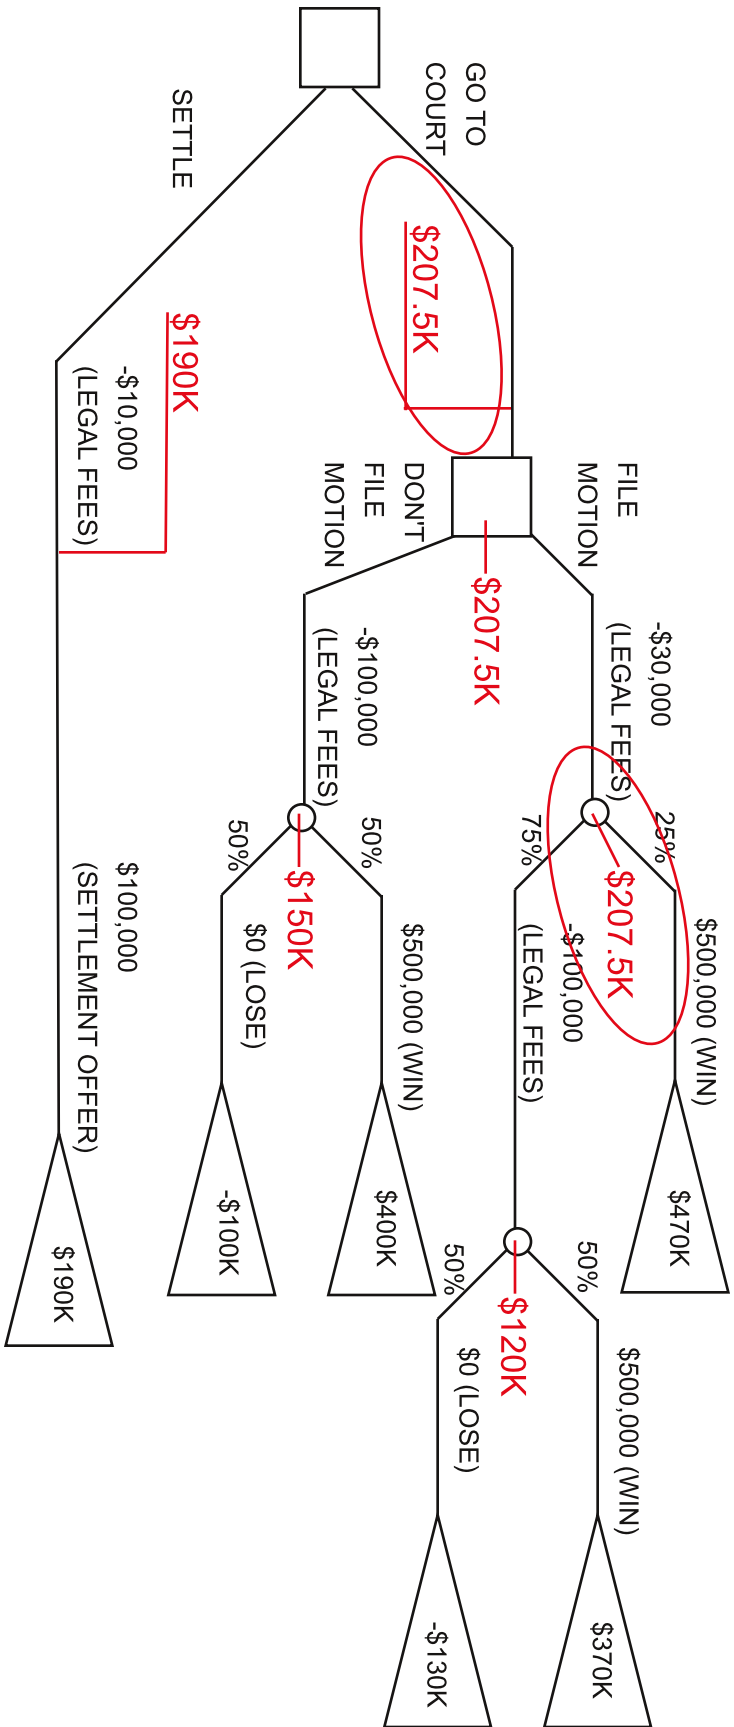 GO TO
COURT
$207.5K
FILE
MOTION
-$30,000
(LEGAL FEES)
$207.5K
25%
$500,000 (WIN)
$470K
$207.5K
75%
-$100,000
(LEGAL FEES)
50%
$500,000 (WIN)
$370K
$120K
50%
$0 (LOSE)
-$130K
DON'T
FILE
MOTION
-$100,000
(LEGAL FEES)
50%
$500,000 (WIN)
$400K
$150K
50%
$0 (LOSE)
-$100K
SETTLE
$190K
-$10,000
(LEGAL FEES)
$100,000
(SETTLEMENT OFFER)
$190K